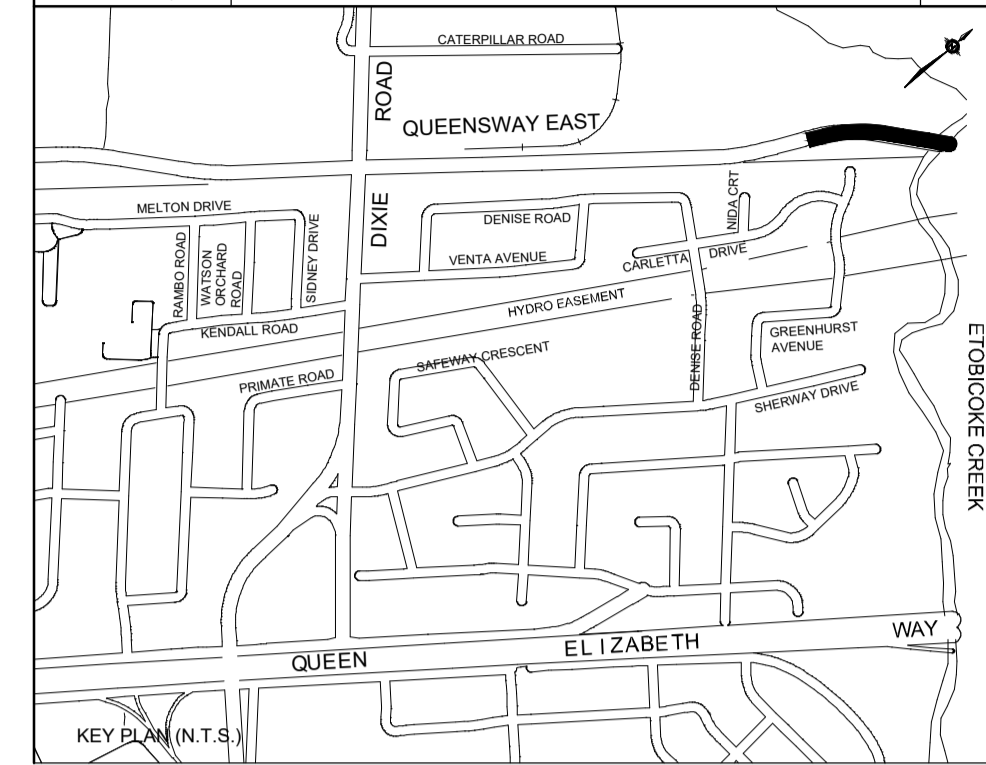 CATERPILLAR ROAD
ROAD
QUEENSWAY EAST
MELTON DRIVE
DIXIE
DENISE ROAD
NIDA CRT
RAMBO ROAD
WATSON
ORCHARD
ROAD
SIDNEY DRIVE
VENTA AVENUE
CARLETTA DRIVE
HYDRO EASEMENT
KENDALL ROAD
DENISE ROAD
GREENHURST
AVENUE
SAFEWAY CRESCENT
PRIMATE ROAD
SHERWAY DRIVE
ETOBICOKE CREEK
QUEEN ELIZABETH WAY
KEY PLAN (N.T.S.)